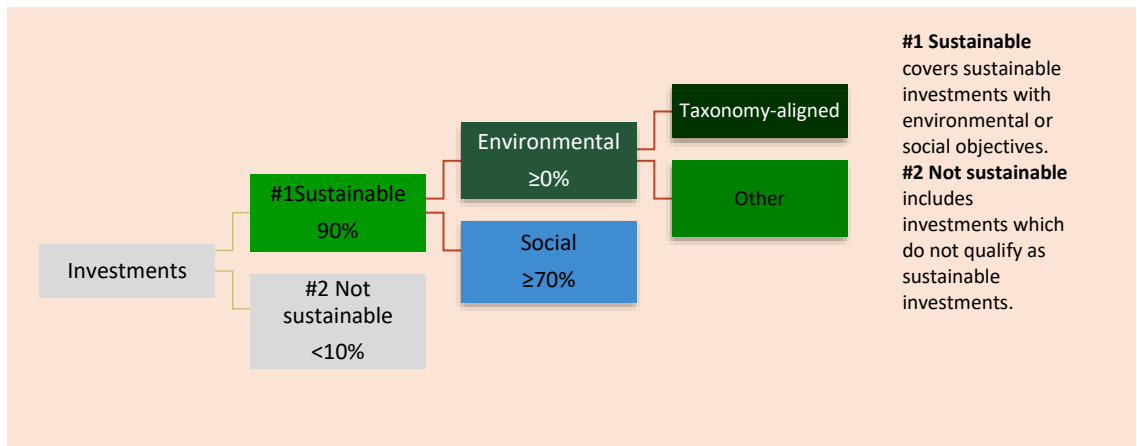 Investments
#1Sustainable
90%
#2 Not
sustainable
<10%
Environmental
≥0%
Social
≥70%
Taxonomy-aligned
Other
#1 Sustainable
covers sustainable
investments with
environmental or
social objectives.
#2 Not sustainable
includes
investments which
do not qualify as
sustainable
investments.